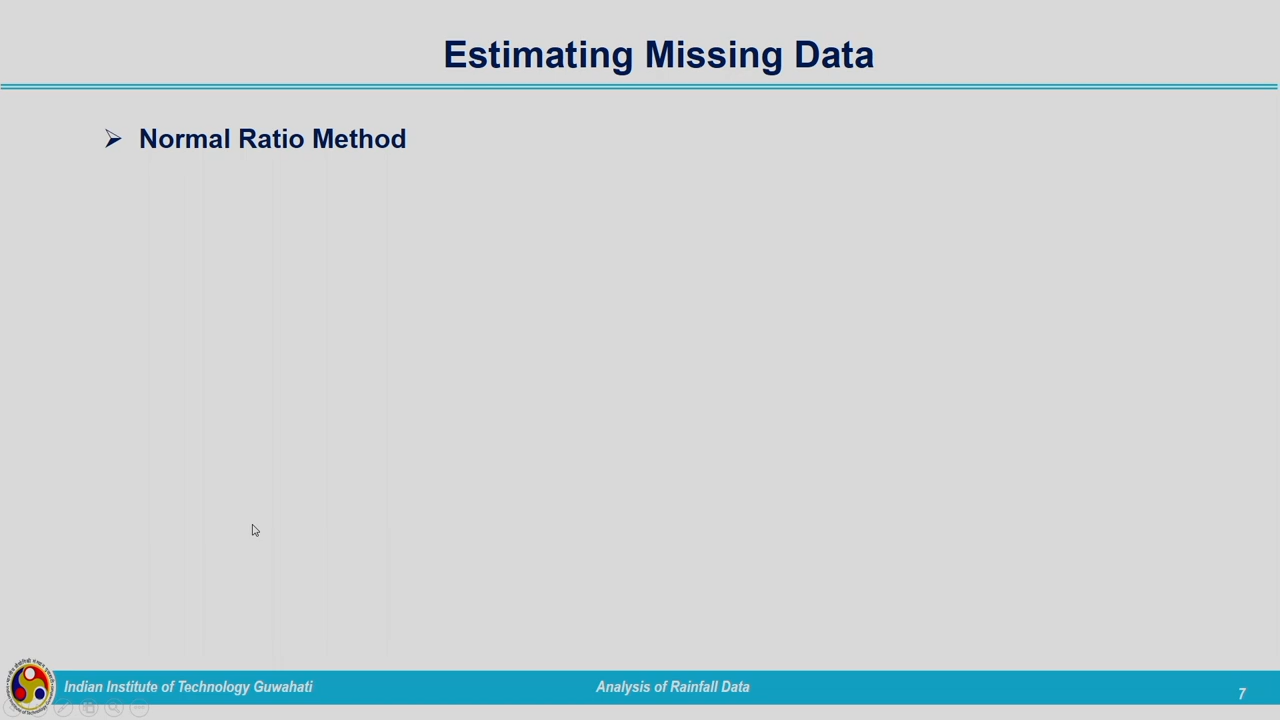 Estimating Missing Data
Normal Ratio Method
Indian Institute of Technology Guwahati
Analysis of Rainfall Data
7